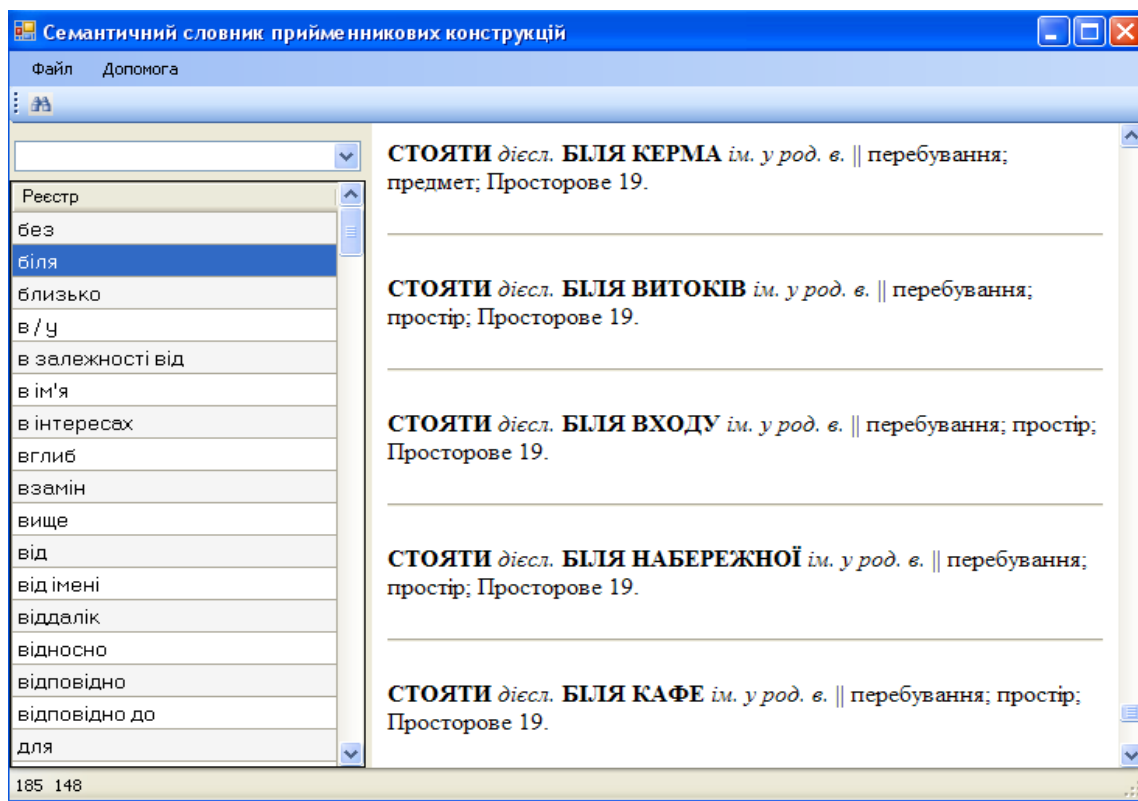 Семантичний словник прийменникових конструкцій
Файл Допомога
Реєстр
без
біля
близько
в / у
в залежності від
в ім'я
в інтересах
вглиб
взамін
вище
від
від імені
віддалік
відносно
відповідно
відповідно до
для
СТОЯТИ дієсл. БІЛЯ КЕРМА ім. у род. в. || перебування;
предмет; Просторове 19.
СТОЯТИ дієсл. БІЛЯ ВИТОКІВ ім. у род. в. || перебування;
простір; Просторове 19.
СТОЯТИ дієсл. БІЛЯ ВХОДУ ім. у род. в. || перебування; простір;
Просторове 19.
СТОЯТИ дієсл. БІЛЯ НАБЕРЕЖНОЇ ім. у род. в. || перебування;
простір; Просторове 19.
СТОЯТИ дієсл. БІЛЯ КАФЕ ім. у род. в. || перебування; простір;
Просторове 19.
185 148